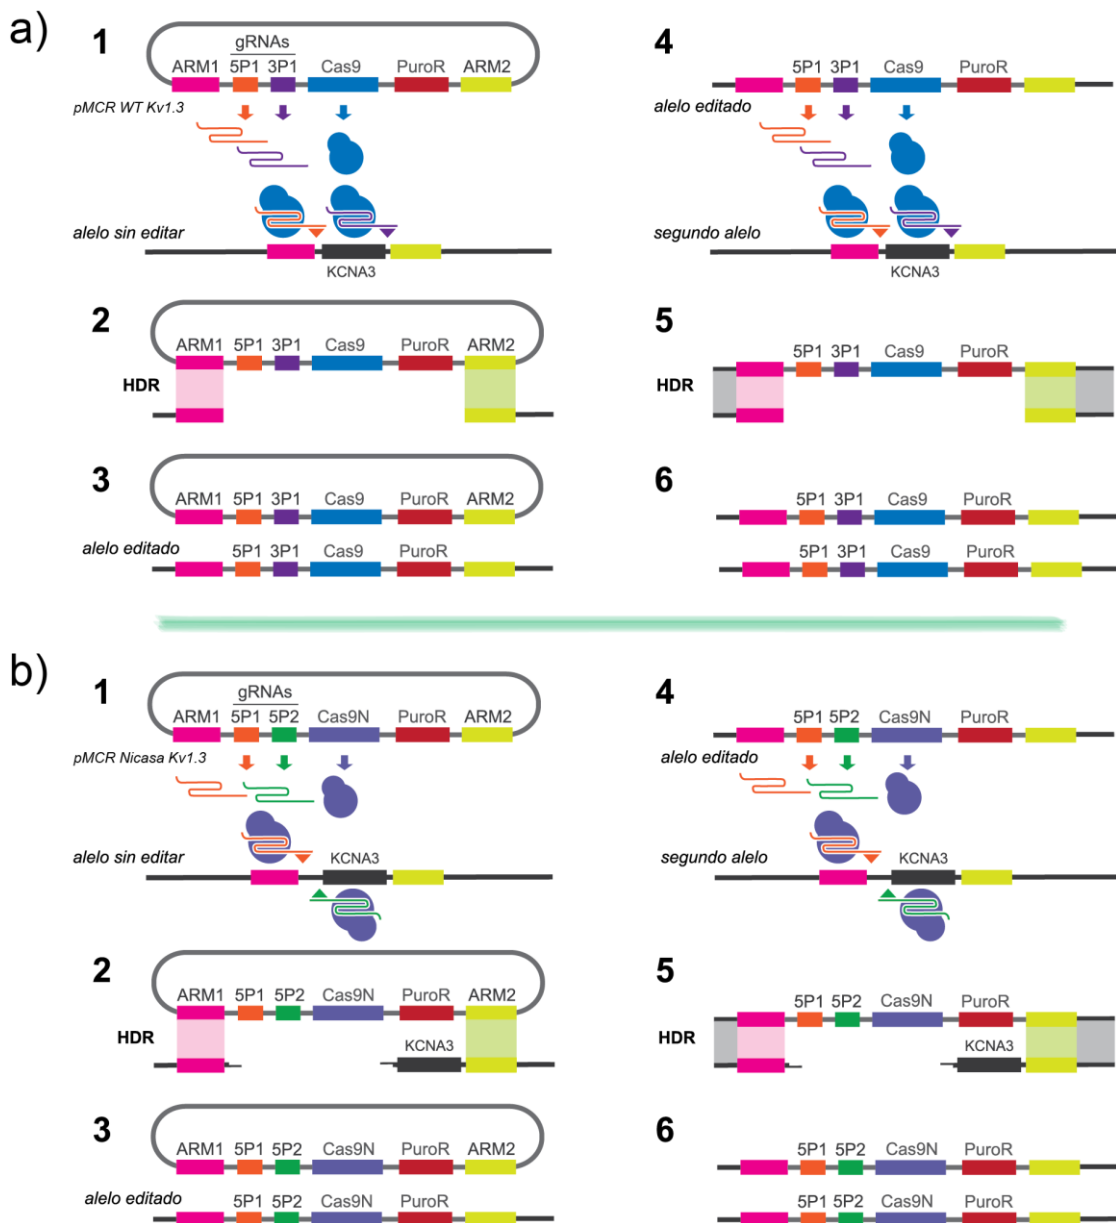 a)
1
gRNAs
ARM1 5P1 3P1 Cas9 PuroR ARM2
pMCR WT Kv1.3
alelo sin editar
KCNA3
2
ARM1 5P1 3P1 Cas9 PuroR ARM2
HDR
3
ARM1 5P1 3P1 Cas9 PuroR ARM2
alelo editado
5P1 3P1 Cas9 PuroR
4
5P1 3P1 Cas9 PuroR
alelo editado
segundo alelo
KCNA3
5
5P1 3P1 Cas9 PuroR
HDR
6
5P1 3P1 Cas9 PuroR
5P1 3P1 Cas9 PuroR
b)
1
gRNAs
ARM1 5P1 5P2 Cas9N PuroR ARM2
pMCR Nicasa Kv1.3
alelo sin editar
KCNA3
2
ARM1 5P1 5P2 Cas9N PuroR ARM2
HDR
KCNA3
3
ARM1 5P1 5P2 Cas9N PuroR ARM2
alelo editado
5P1 5P2 Cas9N PuroR
4
5P1 5P2 Cas9N PuroR
alelo editado
segundo alelo
KCNA3
5
5P1 5P2 Cas9N PuroR
HDR
KCNA3
6
5P1 5P2 Cas9N PuroR
5P1 5P2 Cas9N PuroR